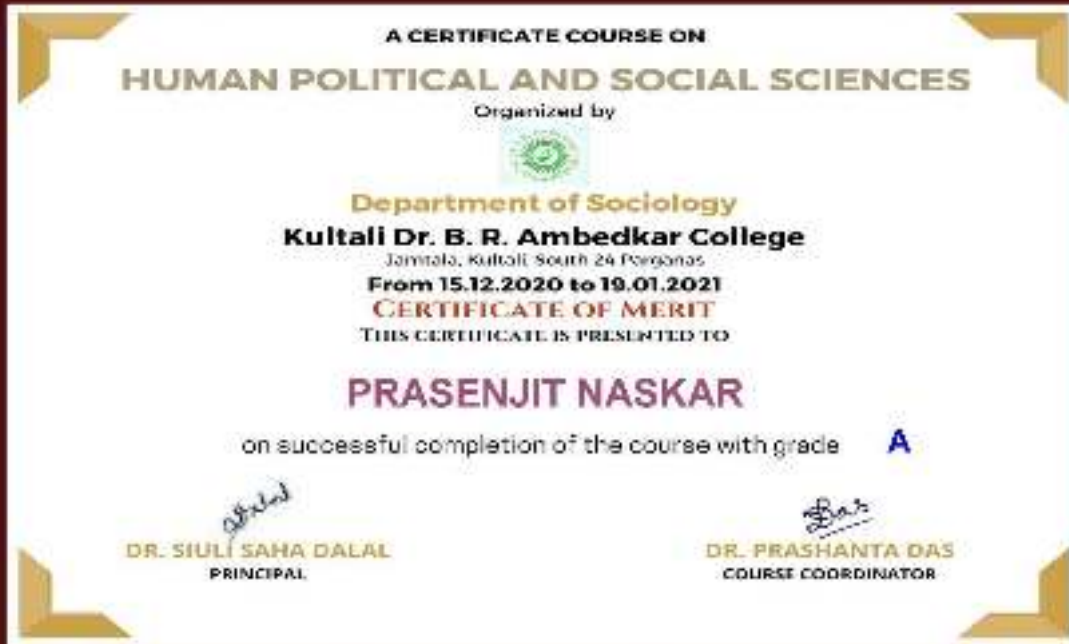 A CERTIFICATE COURSE ON
HUMAN POLITICAL AND SOCIAL SCIENCES
Organized by
Department of Sociology
Kultali Dr. B. R. Ambedkar College
Jamtala, Kultali, South 24 Parganas
From 15.12.2020 to 19.01.2021
CERTIFICATE OF MERIT
THIS CERTIFICATE IS PRESENTED TO
PRASENJIT NASKAR
on successful completion of the course with grade A
DR. SIULI SAHA DALAL
PRINCIPAL
DR. PRASHANTA DAS
COURSE COORDINATOR